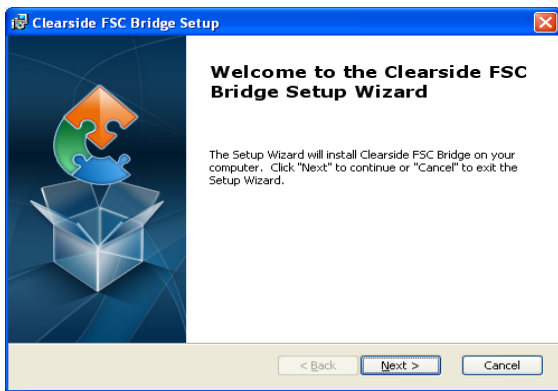 Clearside FSC Bridge Setup
Welcome to the Clearside FSC
Bridge Setup Wizard
The Setup Wizard will install Clearside FSC Bridge on your
computer. Click "Next" to continue or "Cancel" to exit the
Setup Wizard.
< Back
Next >
Cancel